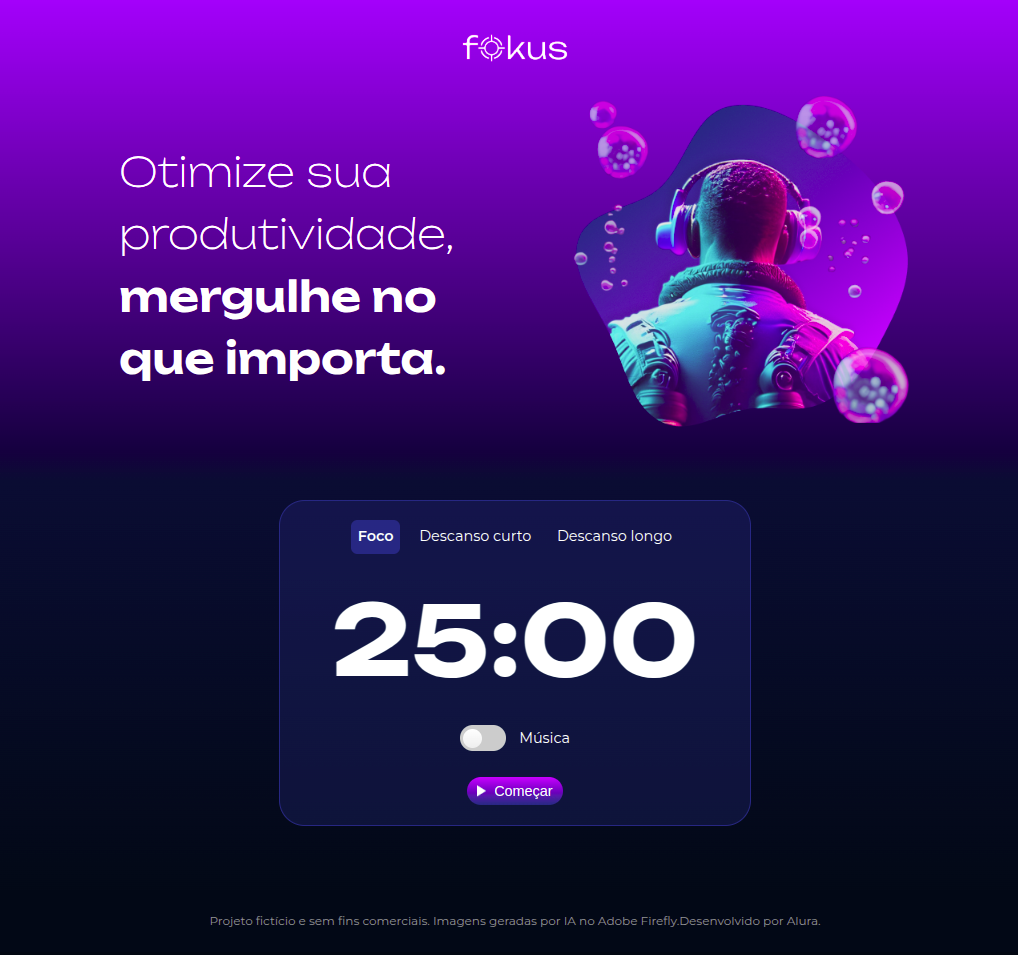 fokus
Otimize sua
produtividade,
mergulhe no
que importa.
Foco Descanso curto Descanso longo
25:00
Música
Começar
Projeto fictício e sem fins comerciais. Imagens geradas por IA no Adobe Firefly.Desenvolvido por Alura.